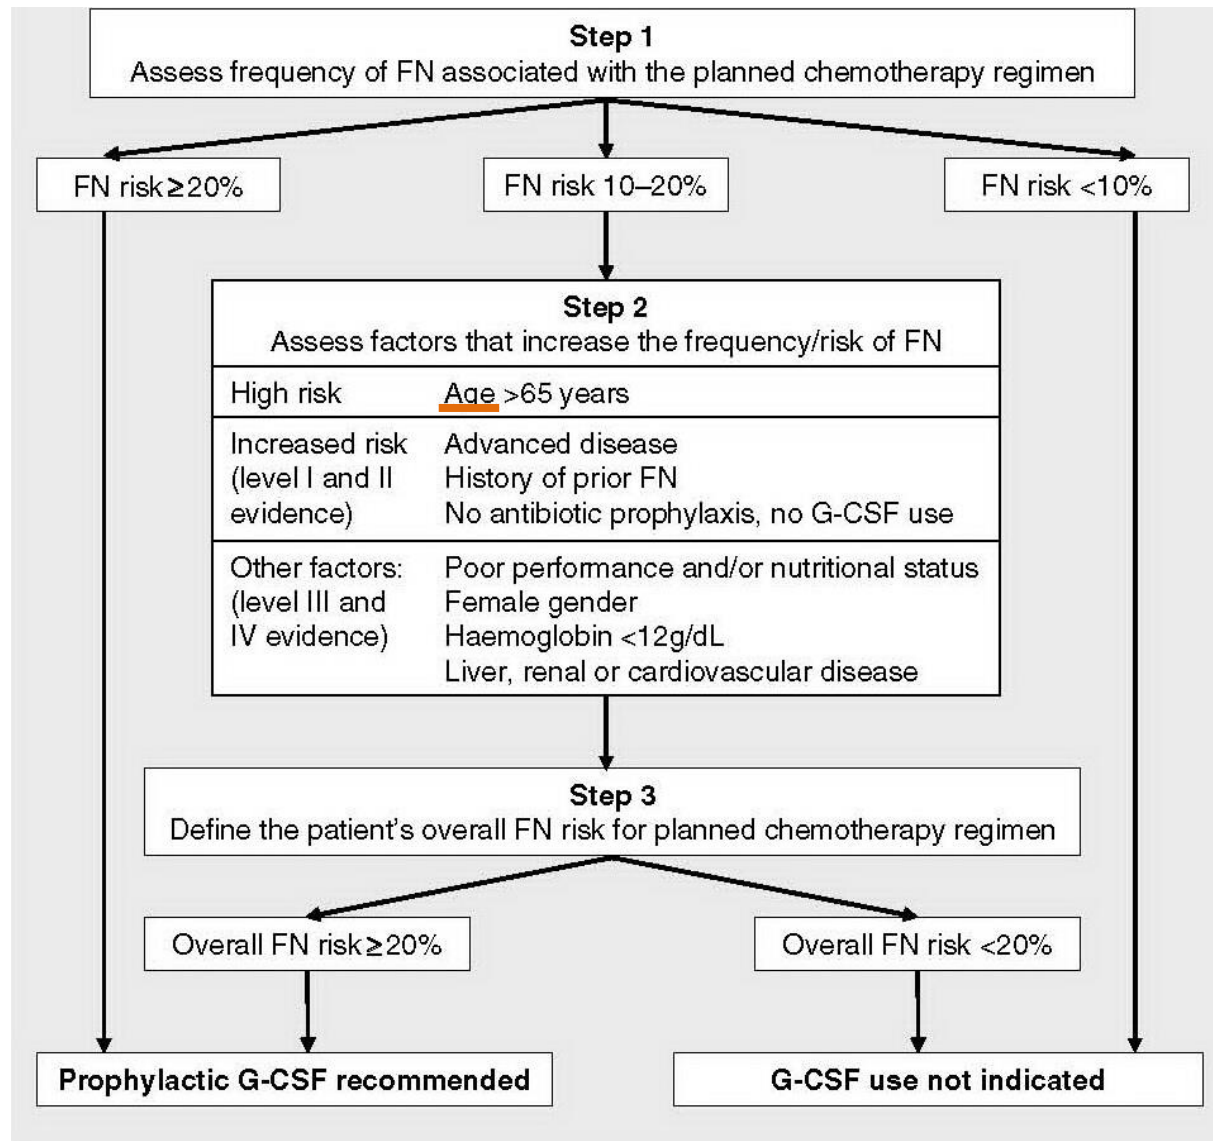 Step 1
Assess frequency of FN associated with the planned chemotherapy regimen
FN risk ≥20%
FN risk 10–20%
FN risk <10%
Step 2
Assess factors that increase the frequency/risk of FN
High risk Age >65 years
Increased risk Advanced disease
(level I and II History of prior FN
evidence) No antibiotic prophylaxis, no G-CSF use
Other factors: Poor performance and/or nutritional status
(level III and Female gender
IV evidence) Haemoglobin <12g/dL
Liver, renal or cardiovascular disease
Step 3
Define the patient's overall FN risk for planned chemotherapy regimen
Overall FN risk ≥20%
Overall FN risk <20%
Prophylactic G-CSF recommended
G-CSF use not indicated